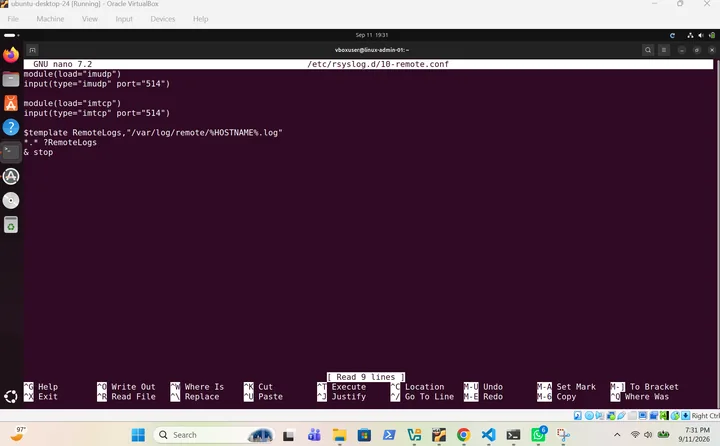 ubuntu-desktop-24 [Running] - Oracle VirtualBox
File Machine View Input Devices Help
Sep 11 19:31
vboxuser@linux-admin-01: ~
GNU nano 7.2 /etc/rsyslog.d/10-remote.conf
module(load="imudp")
input(type="imudp" port="514")
module(load="imtcp")
input(type="imtcp" port="514")
$template RemoteLogs,"/var/log/remote/%HOSTNAME%.log"
*.* ?RemoteLogs
& stop
[ Read 9 lines ]
^G Help ^O Write Out ^W Where Is ^K Cut ^T Execute ^C Location M-U Undo M-A Set Mark M-] To Bracket
^X Exit ^R Read File ^\ Replace ^U Paste ^J Justify ^/ Go To Line M-E Redo M-6 Copy ^Q Where Was
Right Ctrl
97°
Search
6
7:31 PM